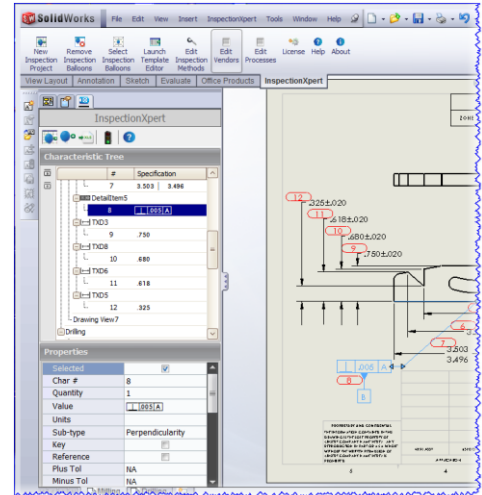 SolidWorks File Edit View Insert InspectionXpert Tools Window Help
New Inspection Project
Remove Inspection Balloons
Select Inspection Balloons
Launch Template Editor
Edit Inspection Methods
Edit Vendors
Edit Processes
License Help About
View Layout Annotation Sketch Evaluate Office Products InspectionXpert
InspectionXpert
Characteristic Tree
# Specification
7 3.503 3.496
DetailItem5
8 ⊥ .005 A
TXD3
9 .750
TXD8
10 .680
TXD6
11 .618
TXD5
12 .325
Drawing View7
Drilling
Properties
Selected
Char # 8
Quantity 1
Value ⊥ .005 A
Units
Sub-type Perpendicularity
Key
Reference
Plus Tol NA
Minus Tol NA
12
.325±.020
11
.618±.020
10
.680±.020
9
.750±.020
6
7
3.503
3.496
⊥ .005 A
8
B
PROPRIETARY AND CONFIDENTIAL